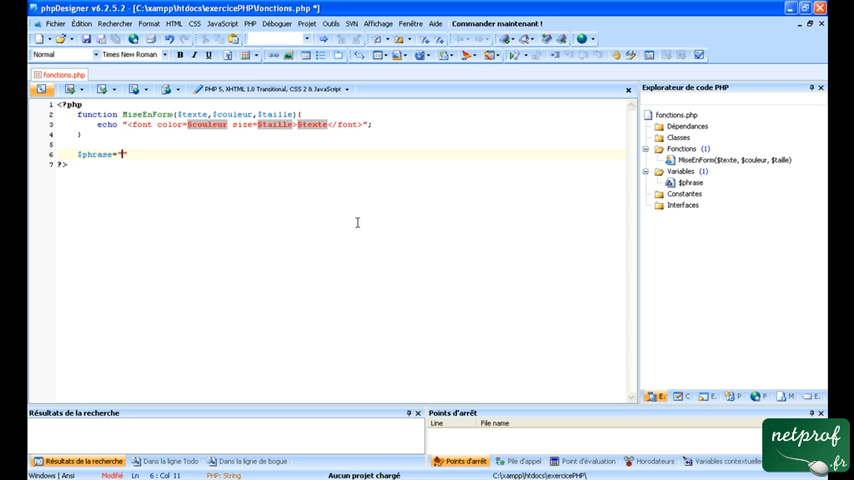 phpDesigner v6.2.5.2 - [C:\xampp\htdocs\exercicePHP\fonctions.php *]
Fichier Édition Recherche Format HTML CSS JavaScript PHP Déboguer Projet Outils SVN Affichage Fenêtre Aide Commander maintenant !
Normal Times New Roman B I U
fonctions.php
PHP 5, XHTML 1.0 Transitional, CSS 2 & JavaScript
Explorateur de code PHP
1 <?php
2 function MiseEnForm($texte,$couleur,$taille){
3 echo "<font color=$couleur size=$taille>$texte</font>";
4 }
5
6 $phrase=""
7 ?>
fonctions.php
Dépendances
Classes
Fonctions (1)
MiseEnForm($texte, $couleur, $taille)
Variables (1)
$phrase
Constantes
Interfaces
E. C E. P F M E.
Résultats de la recherche
Points d'arrêt
Line File name
Résultats de la recherche Dans la ligne Todo Dans la ligne de bogue
Points d'arrêt Pile d'appel Point d'évaluation Horodateurs Variables contextuelle
Windows | Ansi Modifié Ln 6 : Col 11 PHP: String Aucun projet chargé C:\xampp\htdocs\exercicePHP\
netprof
.fr